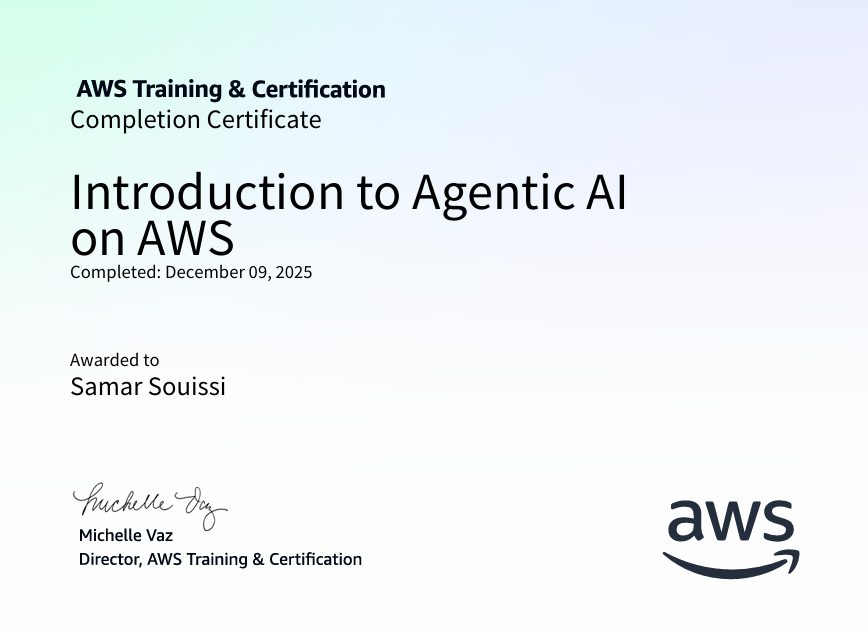 AWS Training & Certification
Completion Certificate
Introduction to Agentic AI
on AWS
Completed: December 09, 2025
Awarded to
Samar Souissi
Michelle Vaz
Michelle Vaz
Director, AWS Training & Certification
aws